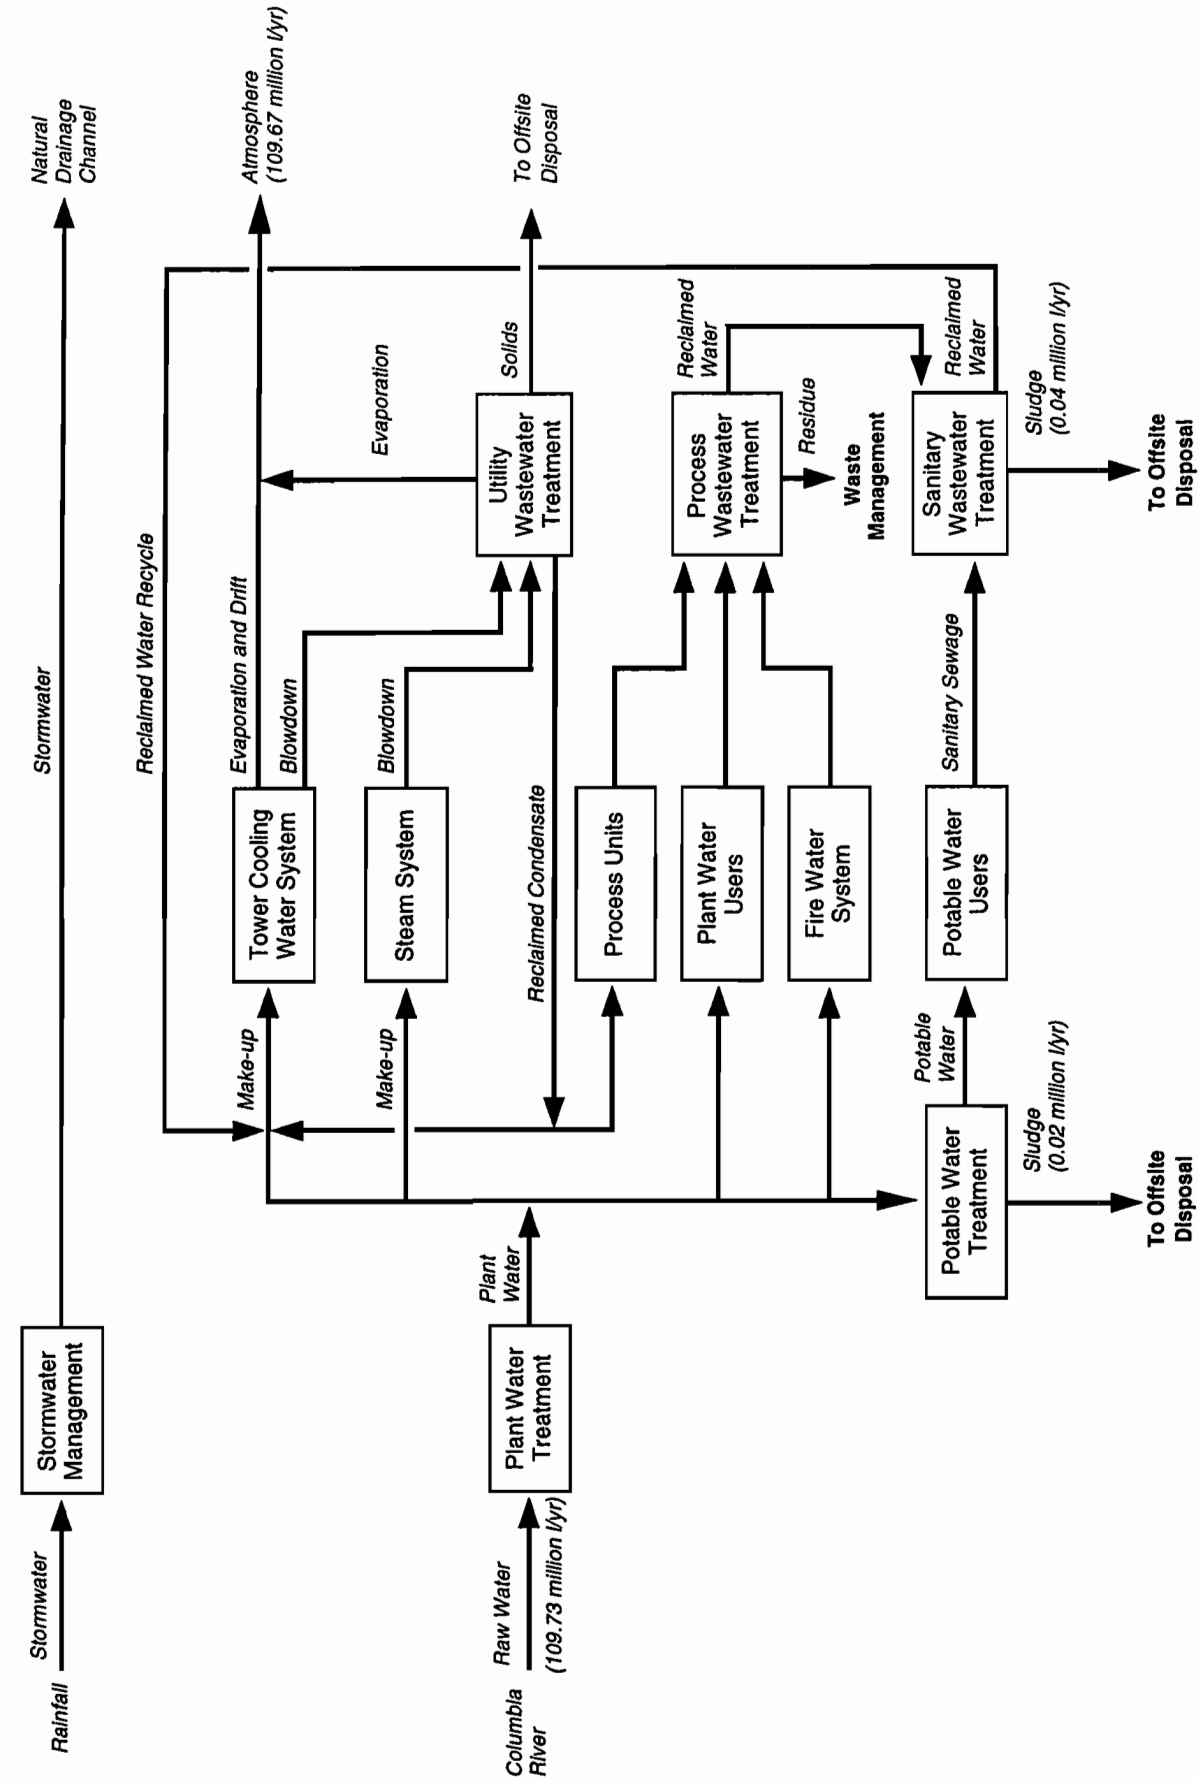 Rainfall
Stormwater
Stormwater
Management
Stormwater
Natural
Drainage
Channel
Reclaimed Water Recycle
Columbia
River
Raw Water
(109.73 million l/yr)
Plant Water
Treatment
Plant
Water
Make-up
Tower Cooling
Water System
Evaporation and Drift
Blowdown
Atmosphere
(109.67 million l/yr)
Make-up
Steam System
Blowdown
Evaporation
Utility
Wastewater
Treatment
Solids
To Offsite
Disposal
Reclaimed Condensate
Process Units
Plant Water
Users
Fire Water
System
Process
Wastewater
Treatment
Reclaimed
Water
Residue
Waste
Management
Potable Water
Treatment
Potable
Water
Potable Water
Users
Sanitary Sewage
Sanitary
Wastewater
Treatment
Reclaimed
Water
Sludge
(0.02 million l/yr)
To Offsite
Disposal
Sludge
(0.04 million l/yr)
To Offsite
Disposal